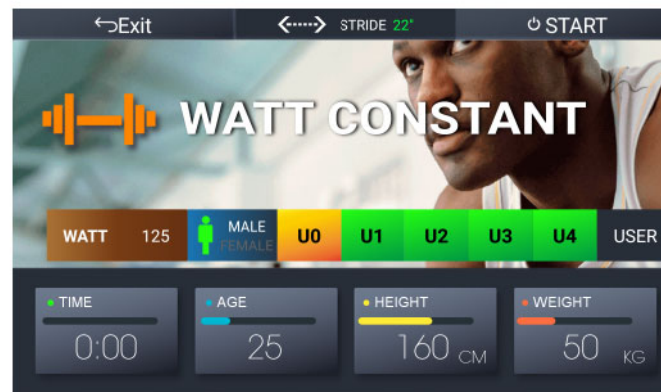 Exit
STRIDE 22"
START
WATT CONSTANT
WATT 125
MALE
FEMALE
U0 U1 U2 U3 U4 USER
TIME
0:00
AGE
25
HEIGHT
160 CM
WEIGHT
50 KG